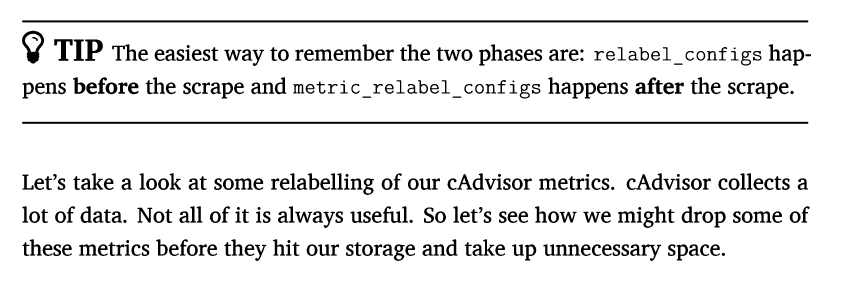 TIP The easiest way to remember the two phases are: relabel_configs hap-
pens before the scrape and metric_relabel_configs happens after the scrape.
Let’s take a look at some relabelling of our cAdvisor metrics. cAdvisor collects a
lot of data. Not all of it is always useful. So let’s see how we might drop some of
these metrics before they hit our storage and take up unnecessary space.